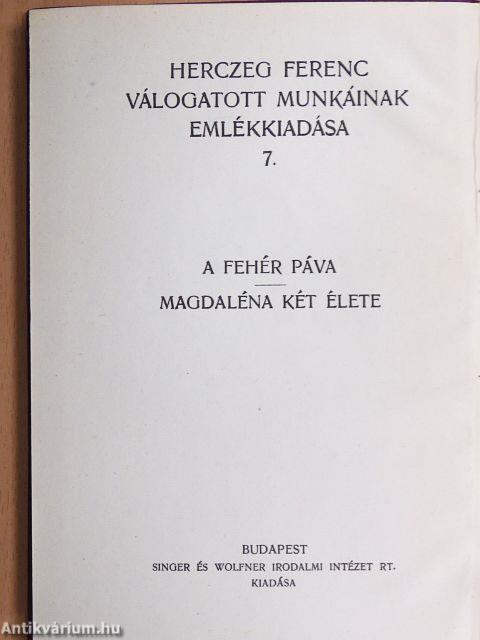 HERCZEG FERENC
VÁLOGATOTT MUNKÁINAK
EMLÉKKIADÁSA
7.
A FEHÉR PÁVA
MAGDALÉNA KÉT ÉLETE
BUDAPEST
SINGER ÉS WOLFNER IRODALMI INTÉZET RT.
KIADÁSA
Antikvárium.hu